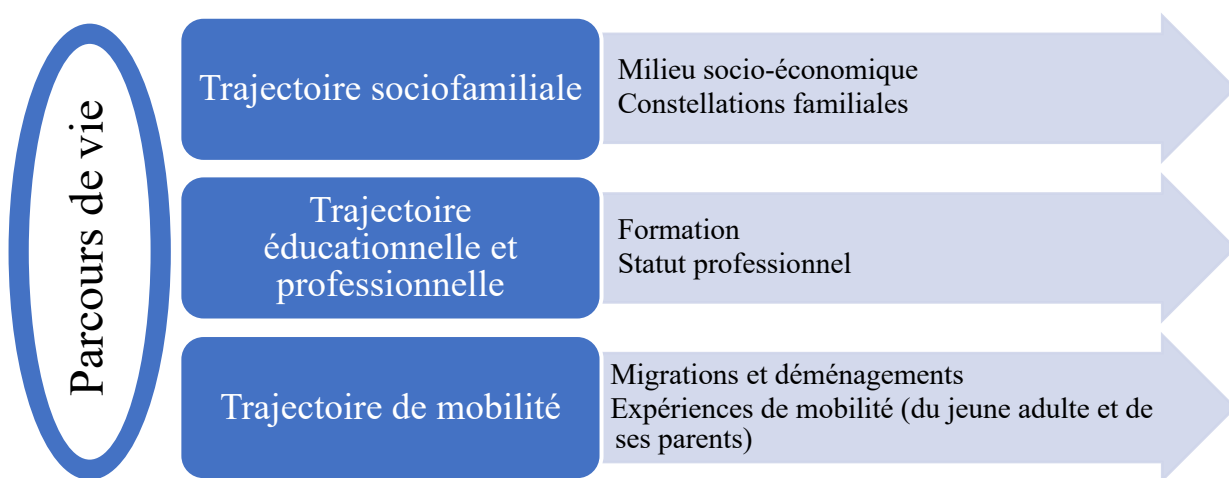 Parcours de vie
Trajectoire sociofamiliale
Milieu socio-économique
Constellations familiales
Trajectoire
éducationnelle et
professionnelle
Formation
Statut professionnel
Trajectoire de mobilité
Migrations et déménagements
Expériences de mobilité (du jeune adulte et de
ses parents)